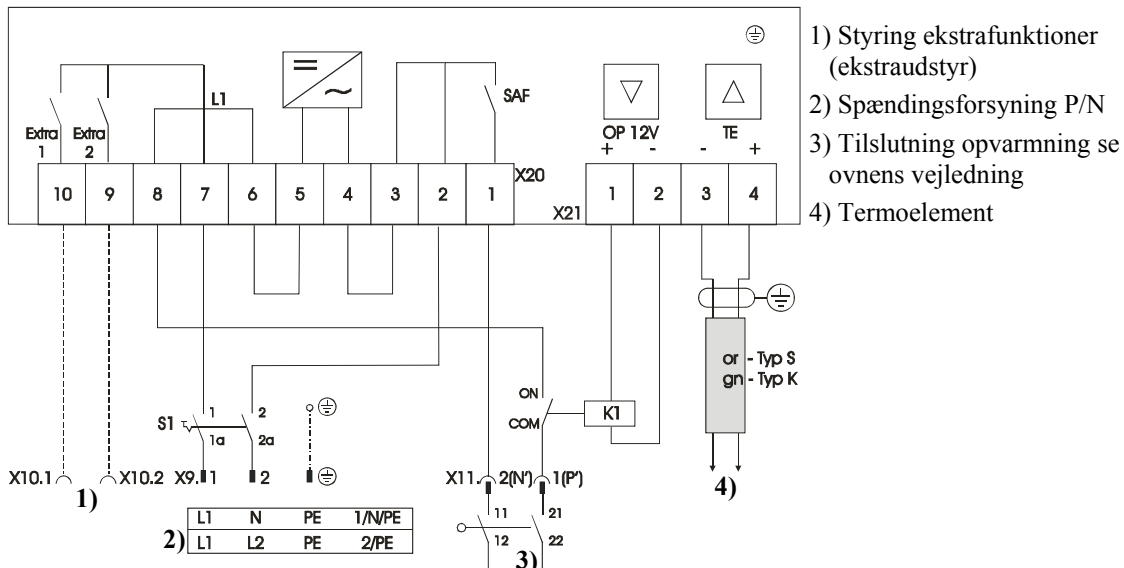 1) Styring ekstrafunktioner
(ekstraudstyr)
2) Spændingsforsyning P/N
3) Tilslutning opvarmning se
ovnens vejledning
4) Termoelement
L1
SAF
Extra
1
Extra
2
OP 12V
+ -
TE
- +
X20
10 9 8 7 6 5 4 3 2 1
X21
1 2 3 4
or - Typ S
gn - Typ K
ON
COM
K1
S1
1 2
1a 2a
X10.1 X10.2 X9. 1 2
X11. 2(N') 1(P')
1)
4)
2)
L1 N PE 1/N/PE
L1 L2 PE 2/PE
11 21
12 22
3)